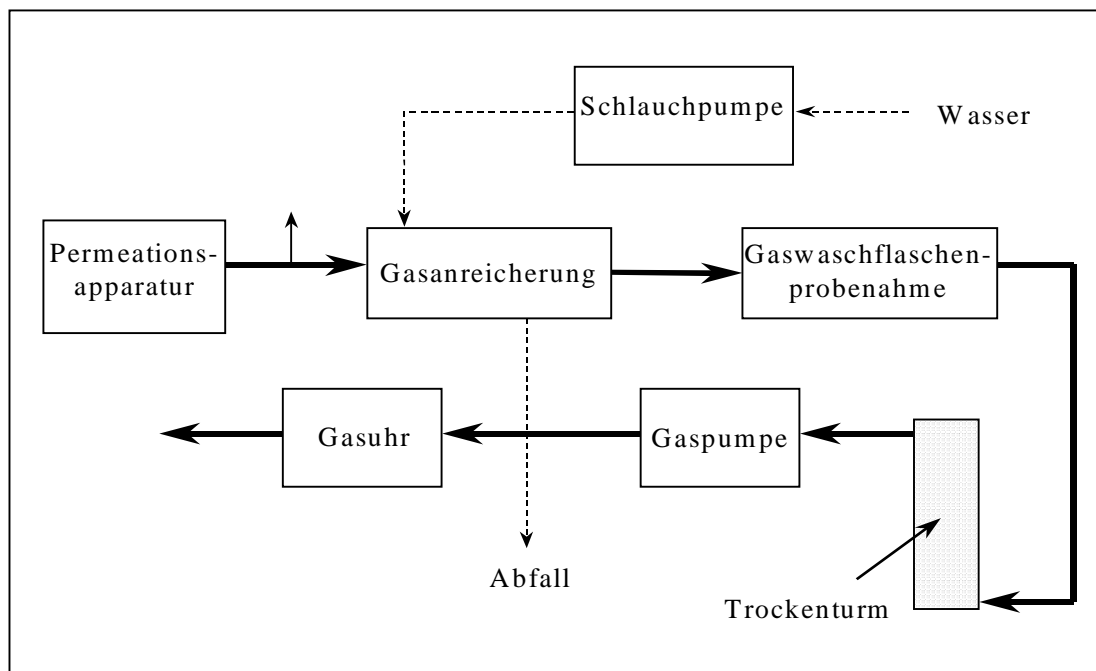 Schlauchpumpe
Wasser
Permeations-
apparatur
Gasanreicherung
Gaswaschflaschen-
probenahme
Gasuhr
Gaspumpe
Abfall
Trockenturm